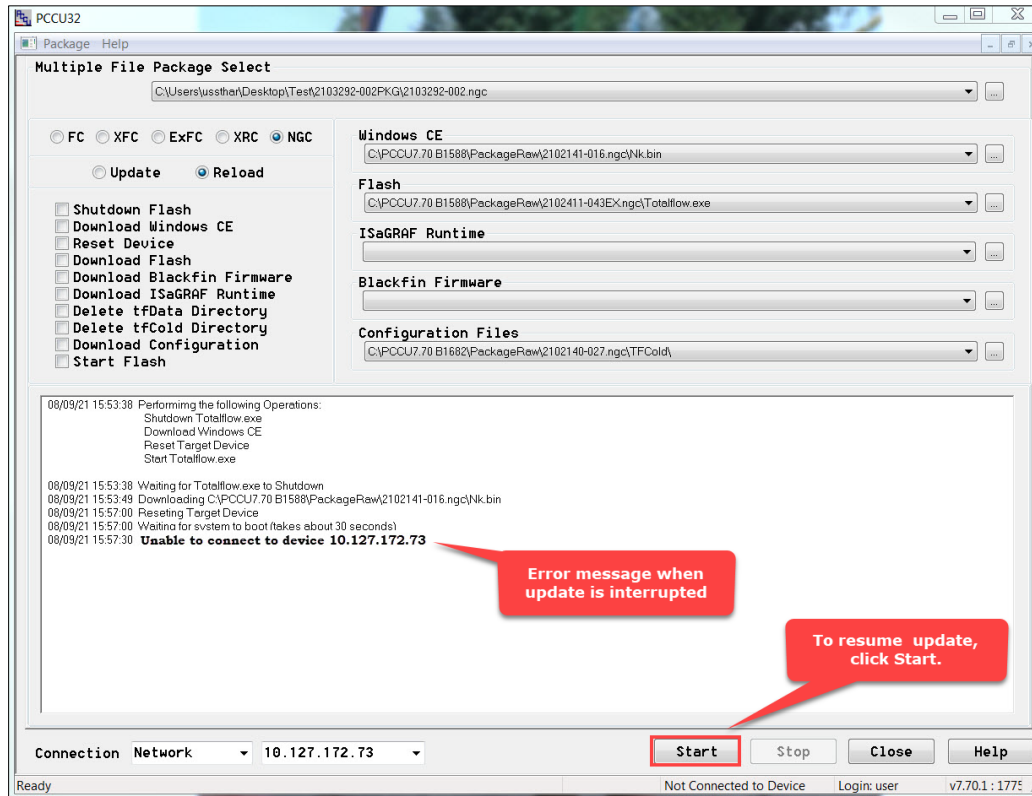 PCCU32
Package Help
Multiple File Package Select
C:\Users\ussthar\Desktop\Test\2103292-002PKG\2103292-002.ngc
...
FC XFC ExFC XRC NGC
Update Reload
Shutdown Flash
Download Windows CE
Reset Device
Download Flash
Download Blackfin Firmware
Download ISaGRAF Runtime
Delete tfData Directory
Delete tfCold Directory
Download Configuration
Start Flash
Windows CE
C:\PCCU7.70 B1588\PackageRaw\2102141-016.ngc\Nk.bin
...
Flash
C:\PCCU7.70 B1588\PackageRaw\2102411-043EX.ngc\Totalflow.exe
...
ISaGRAF Runtime
...
Blackfin Firmware
...
Configuration Files
C:\PCCU7.70 B1682\PackageRaw\2102140-027.ngc\TFCold\
...
08/09/21 15:53:38 Performimg the following Operations:
Shutdown Totalflow.exe
Download Windows CE
Reset Target Device
Start Totalflow.exe
08/09/21 15:53:38 Waiting for Totalflow.exe to Shutdown
08/09/21 15:53:49 Downloading C:\PCCU7.70 B1588\PackageRaw\2102141-016.ngc\Nk.bin
08/09/21 15:57:00 Reseting Target Device
08/09/21 15:57:00 Waiting for system to boot (takes about 30 seconds)
08/09/21 15:57:30 Unable to connect to device 10.127.172.73
Error message when
update is interrupted
To resume update,
click Start.
Connection Network 10.127.172.73 Start Stop Close Help
Ready Not Connected to Device Login: user v7.70.1 : 1775